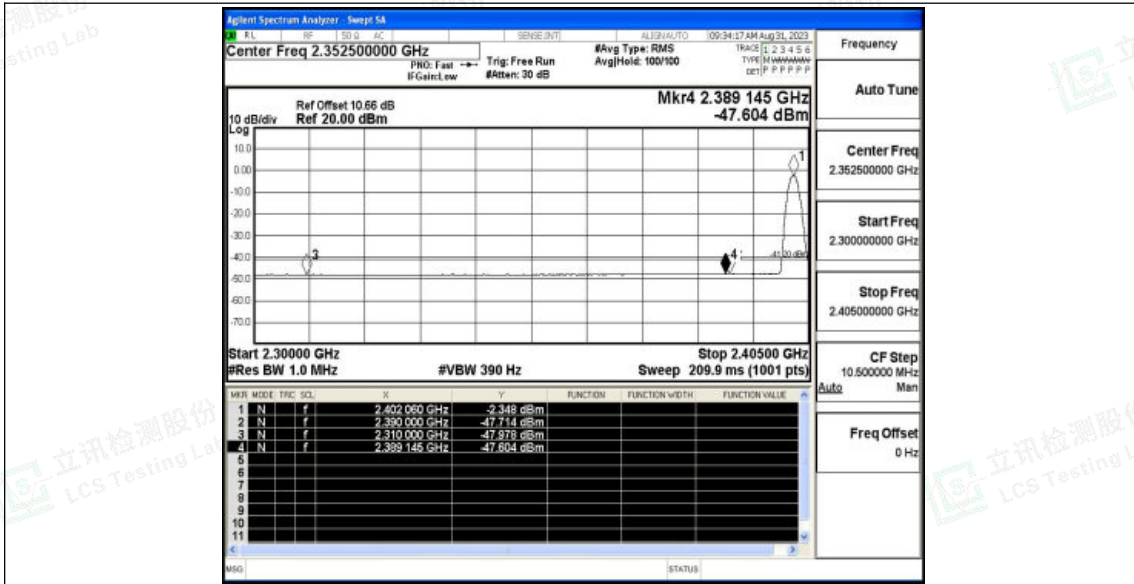 Agilent Spectrum Analyzer - Swept SA
RL RF 50 Ω AC SENSE:INT ALIGNAUTO 09:34:17 AM Aug 31, 2023
Center Freq 2.352500000 GHz
PNO: Fast
IFGain:Low
Trig: Free Run
#Atten: 30 dB
#Avg Type: RMS
Avg|Hold: 100/100
TRACE 1 2 3 4 5 6
TYPE M
DET P P P P P P
Frequency
Auto Tune
Mkr4 2.389 145 GHz
-47.604 dBm
Ref Offset 10.66 dB
10 dB/div Ref 20.00 dBm
Log
10.0
0.00
-10.0
-20.0
-30.0
-40.0
-50.0
-60.0
-70.0
1
3
4
-41.20 dBm
Start 2.30000 GHz Stop 2.40500 GHz
#Res BW 1.0 MHz #VBW 390 Hz Sweep 209.9 ms (1001 pts)
Center Freq
2.352500000 GHz
Start Freq
2.300000000 GHz
Stop Freq
2.405000000 GHz
CF Step
10.500000 MHz
Auto Man
Freq Offset
0 Hz
MKR MODE TRC SCL X Y FUNCTION FUNCTION WIDTH FUNCTION VALUE
1 N f 2.402 060 GHz -2.348 dBm
2 N f 2.390 000 GHz -47.714 dBm
3 N f 2.310 000 GHz -47.978 dBm
4 N f 2.389 145 GHz -47.604 dBm
5
6
7
8
9
10
11
MSG STATUS
立讯检测股份
LCS Testing Lab
立讯检测股份
LCS Testing L